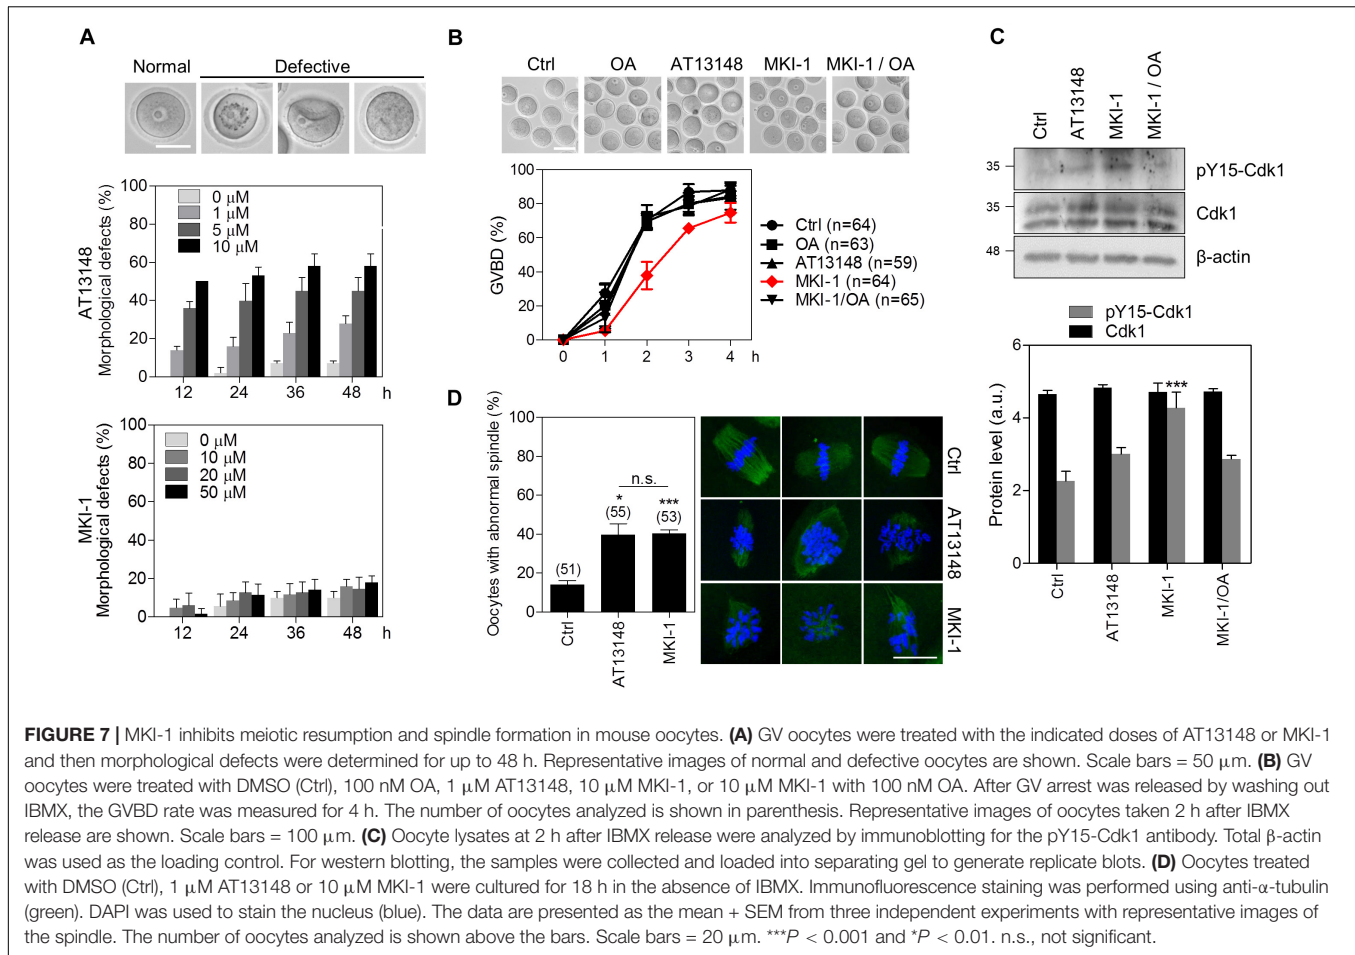 A
Normal
Defective
AT13148
Morphological defects (%)
100
80
60
40
20
0
0 µM
1 µM
5 µM
10 µM
12
24
36
48
h
MKI-1
Morphological defects (%)
100
80
60
40
20
0
0 µM
10 µM
20 µM
50 µM
12
24
36
48
h
B
Ctrl
OA
AT13148
MKI-1
MKI-1 / OA
GVBD (%)
100
80
60
40
20
0
0
1
2
3
4
h
Ctrl (n=64)
OA (n=63)
AT13148 (n=59)
MKI-1 (n=64)
MKI-1/OA (n=65)
C
Ctrl
AT13148
MKI-1
MKI-1 / OA
35
pY15-Cdk1
35
Cdk1
48
β-actin
pY15-Cdk1
Cdk1
Protein level (a.u.)
6
4
2
0
***
Ctrl
AT13148
MKI-1
MKI-1/OA
D
Oocytes with abnormal spindle (%)
100
80
60
40
20
0
n.s.
*
***
(51)
(55)
(53)
Ctrl
AT13148
MKI-1
Ctrl
AT13148
MKI-1
FIGURE 7 | MKI-1 inhibits meiotic resumption and spindle formation in mouse oocytes. (A) GV oocytes were treated with the indicated doses of AT13148 or MKI-1
and then morphological defects were determined for up to 48 h. Representative images of normal and defective oocytes are shown. Scale bars = 50 µm. (B) GV
oocytes were treated with DMSO (Ctrl), 100 nM OA, 1 µM AT13148, 10 µM MKI-1, or 10 µM MKI-1 with 100 nM OA. After GV arrest was released by washing out
IBMX, the GVBD rate was measured for 4 h. The number of oocytes analyzed is shown in parenthesis. Representative images of oocytes taken 2 h after IBMX
release are shown. Scale bars = 100 µm. (C) Oocyte lysates at 2 h after IBMX release were analyzed by immunoblotting for the pY15-Cdk1 antibody. Total β-actin
was used as the loading control. For western blotting, the samples were collected and loaded into separating gel to generate replicate blots. (D) Oocytes treated
with DMSO (Ctrl), 1 µM AT13148 or 10 µM MKI-1 were cultured for 18 h in the absence of IBMX. Immunofluorescence staining was performed using anti-α-tubulin
(green). DAPI was used to stain the nucleus (blue). The data are presented as the mean + SEM from three independent experiments with representative images of
the spindle. The number of oocytes analyzed is shown above the bars. Scale bars = 20 µm. ***P < 0.001 and *P < 0.01. n.s., not significant.